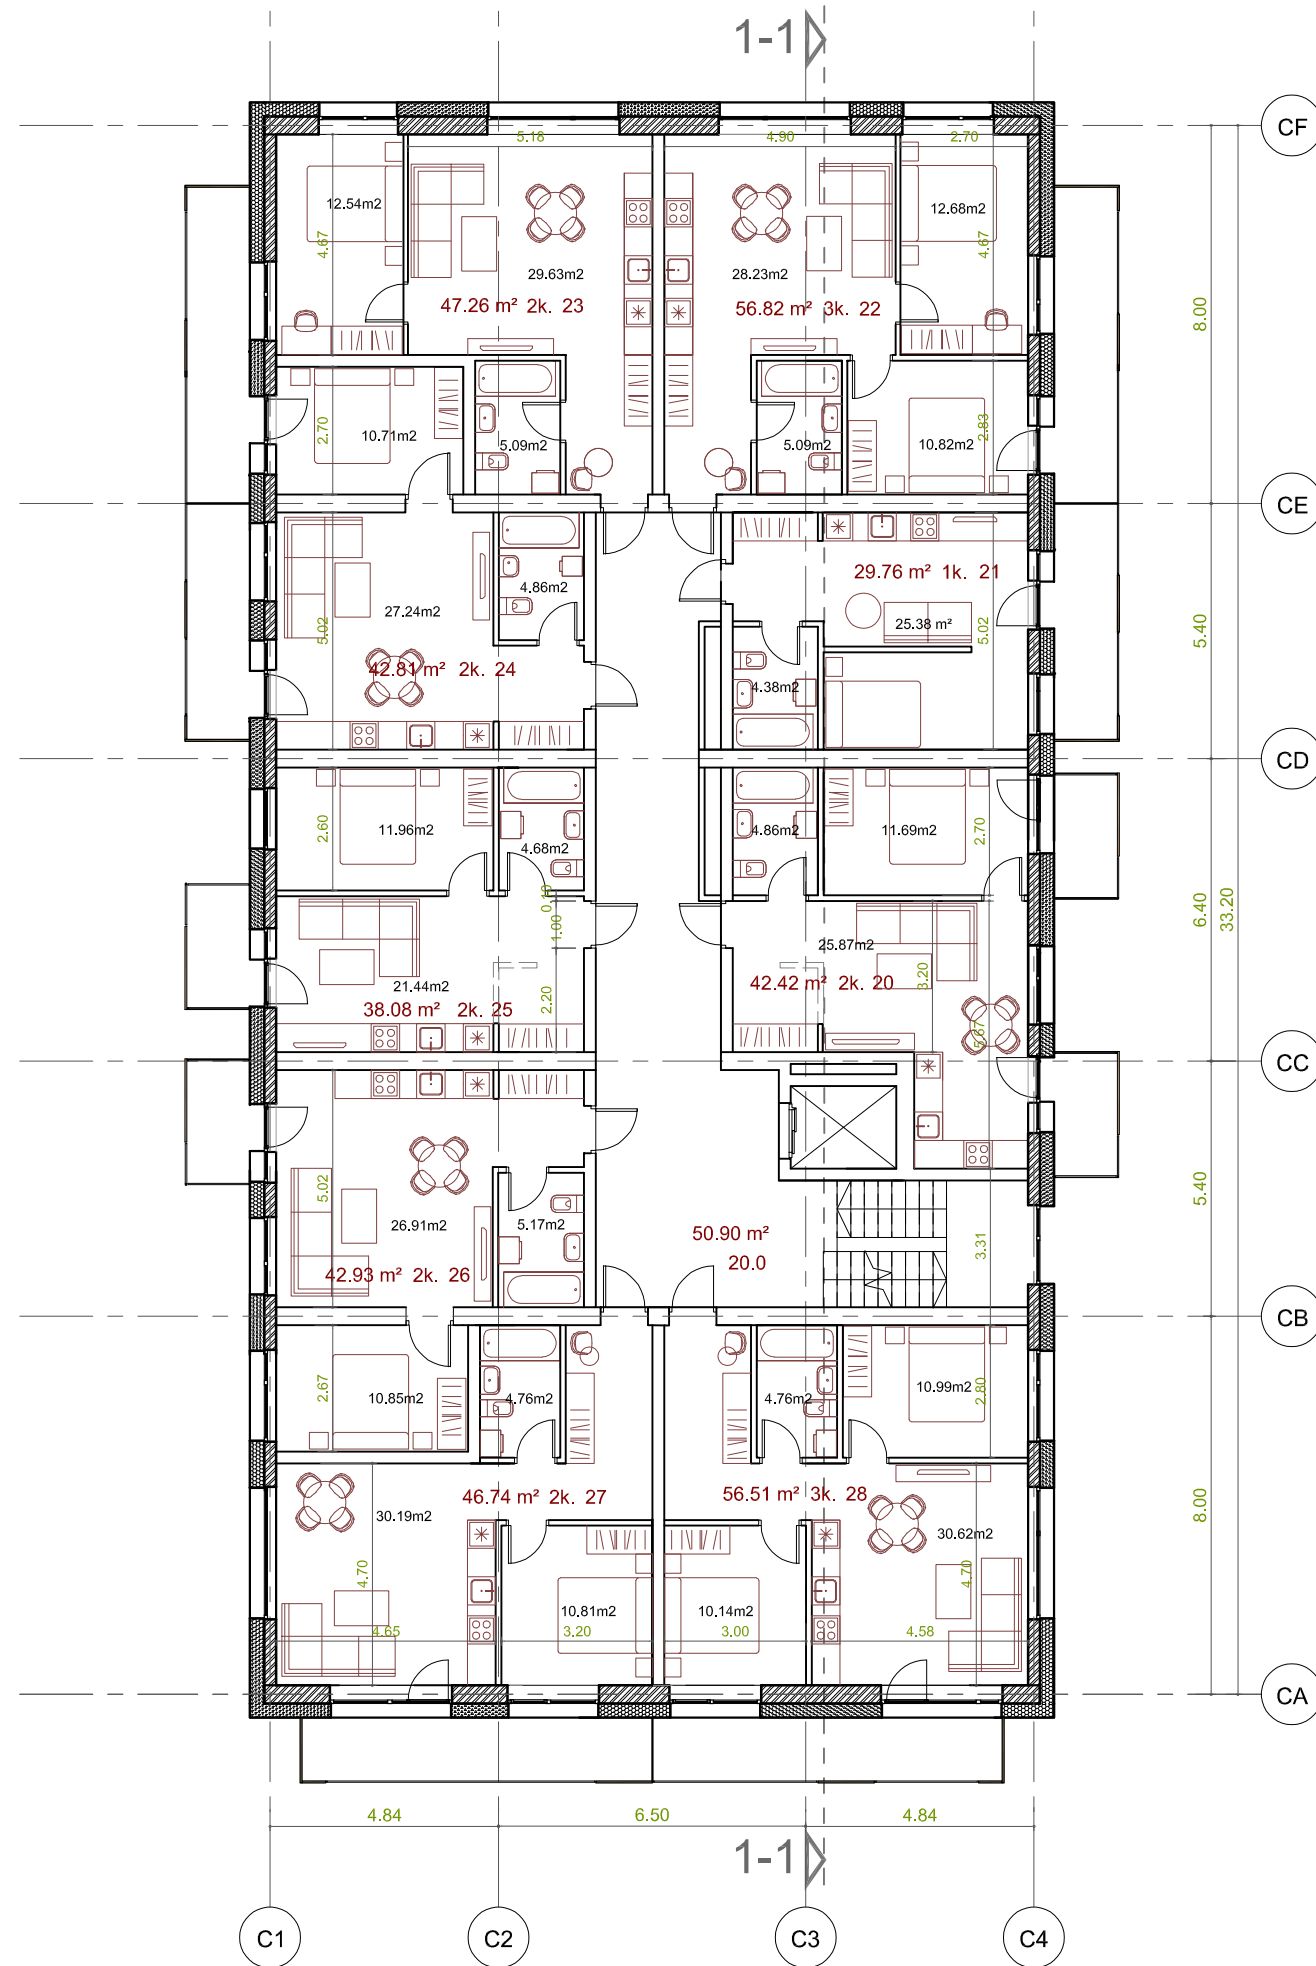 1-1
CF
5.18
4.90
2.70
12.54m2
12.68m2
4.67
4.67
29.63m2
28.23m2
47.26 m² 2k. 23
56.82 m² 3k. 22
8.00
2.70
10.71m2
5.09m2
5.09m2
10.82m2
2.83
CE
29.76 m² 1k. 21
4.86m2
27.24m2
25.38 m²
5.02
5.02
5.40
42.81 m² 2k. 24
4.38m2
CD
2.60
11.96m2
4.68m2
4.86m2
11.69m2
2.70
0.10
1.00
6.40
33.20
25.87m2
21.44m2
42.42 m² 2k. 20
3.20
38.08 m² 2k. 25
2.20
5.67
CC
5.02
5.40
26.91m2
5.17m2
50.90 m²
20.0
3.31
42.93 m² 2k. 26
CB
2.67
10.85m2
4.76m2
4.76m2
10.99m2
2.80
46.74 m² 2k. 27
56.51 m² 3k. 28
8.00
30.19m2
30.62m2
4.70
4.70
10.81m2
10.14m2
4.65
3.20
3.00
4.58
CA
4.84
6.50
4.84
1-1
C1
C2
C3
C4